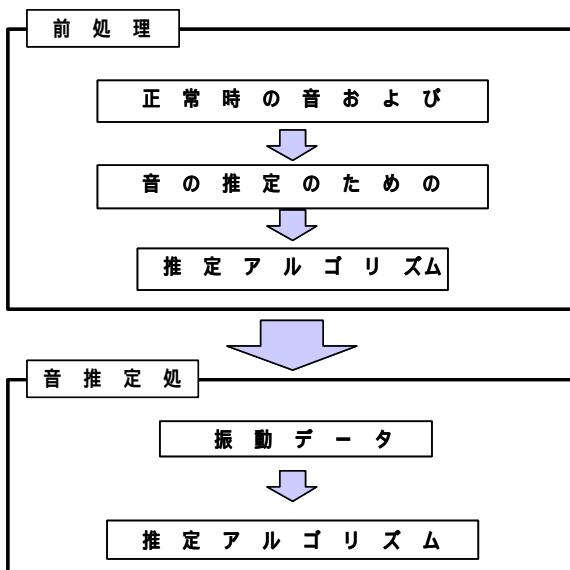 前処理
正常時の音および
音の推定のための
推定アルゴリズム
音推定処
振動データ
推定アルゴリズム